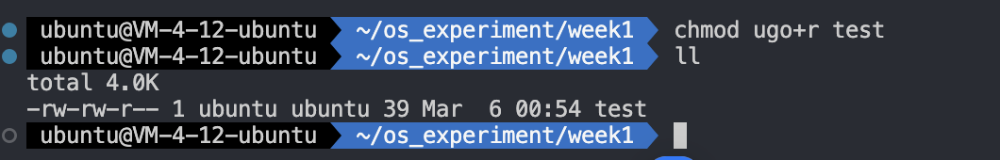 ubuntu@VM-4-12-ubuntu ~/os_experiment/week1 chmod ugo+r test
ubuntu@VM-4-12-ubuntu ~/os_experiment/week1 ll
total 4.0K
-rw-rw-r-- 1 ubuntu ubuntu 39 Mar  6 00:54 test
ubuntu@VM-4-12-ubuntu ~/os_experiment/week1